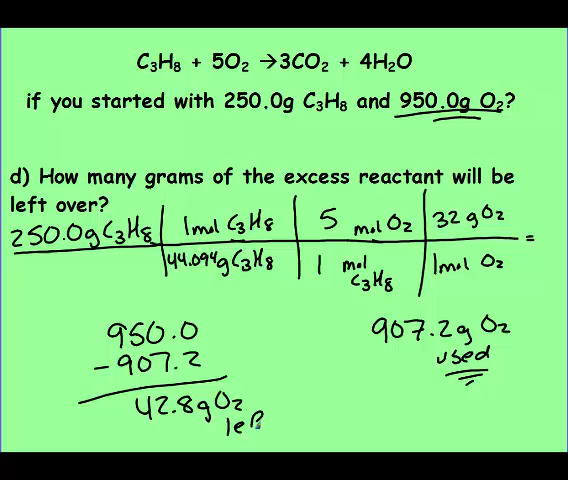 C₃H₈ + 5O₂ →3CO₂ + 4H₂O
if you started with 250.0g C₃H₈ and 950.0g O₂?
d) How many grams of the excess reactant will be
left over?
250.0g C₃H₈ 1mol C₃H₈ 5 mol O₂ 32 g O₂ =
44.094g C₃H₈ 1 mol C₃H₈ 1mol O₂
950.0 907.2g O₂
-907.2 used
42.8g O₂